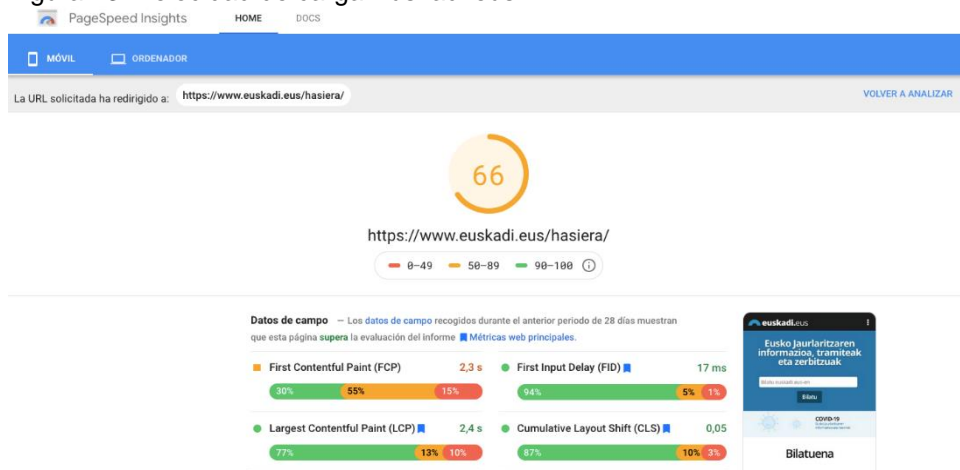 PageSpeed Insights HOME DOCS
MÓVIL ORDENADOR
La URL solicitada ha redirigido a: https://www.euskadi.eus/hasiera/ VOLVER A ANALIZAR
66
https://www.euskadi.eus/hasiera/
0–49 50–89 90–100
Datos de campo — Los datos de campo recogidos durante el anterior periodo de 28 días muestran
que esta página supera la evaluación del informe Métricas web principales.
First Contentful Paint (FCP) 2,3 s First Input Delay (FID) 17 ms
30% 55% 15% 94% 5% 1%
Largest Contentful Paint (LCP) 2,4 s Cumulative Layout Shift (CLS) 0,05
77% 13% 10% 87% 10% 3%
euskadi.eus
Eusko Jaurlaritzaren
informazioa, tramiteak
eta zerbitzuak
Bilatu
COVID-19
Bilatuena